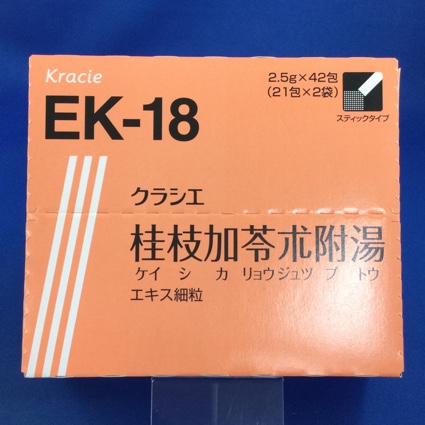 Kracie
2.5g×42包
(21包×2袋)
スティックタイプ
EK-18
クラシエ
桂枝加苓朮附湯
ケイ シ カ リョウ ジュツ ブ トウ
エキス細粒